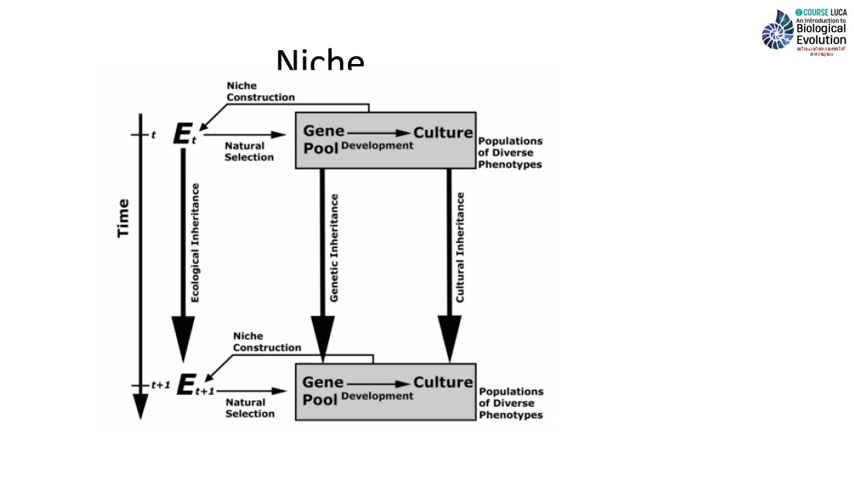 COURSE LUCA
An Introduction to
Biological
Evolution
Niche
Niche
Construction
t
Et
Natural
Selection
Gene
Pool
Development
Culture
Populations
of Diverse
Phenotypes
Time
Ecological Inheritance
Genetic Inheritance
Cultural Inheritance
Niche
Construction
t+1
Et+1
Natural
Selection
Gene
Pool
Development
Culture
Populations
of Diverse
Phenotypes